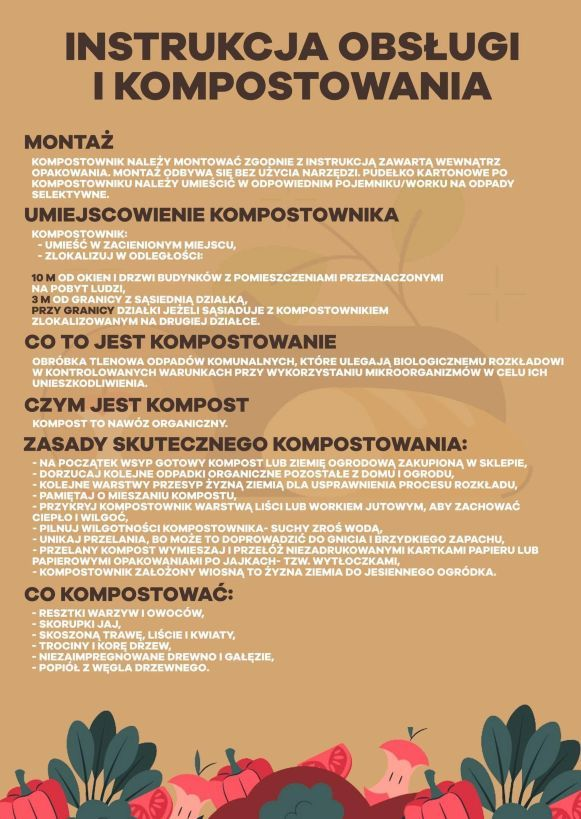 INSTRUKCJA OBSŁUGI
I KOMPOSTOWANIA
MONTAŻ
KOMPOSTOWNIK NALEŻY MONTOWAĆ ZGODNIE Z INSTRUKCJĄ ZAWARTĄ WEWNĄTRZ
OPAKOWANIA. MONTAŻ ODBYWA SIĘ BEZ UŻYCIA NARZĘDZI. PUDEŁKO KARTONOWE PO
KOMPOSTOWNIKU NALEŻY UMIEŚCIĆ W ODPOWIEDNIM POJEMNIKU/WORKU NA ODPADY
SELEKTYWNE.
UMIEJSCOWIENIE KOMPOSTOWNIKA
KOMPOSTOWNIK:
- UMIEŚĆ W ZACIENIONYM MIEJSCU,
- ZLOKALIZUJ W ODLEGŁOŚCI:
10 M OD OKIEN I DRZWI BUDYNKÓW Z POMIESZCZENIAMI PRZEZNACZONYMI
NA POBYT LUDZI,
3 M OD GRANICY Z SĄSIEDNIĄ DZIAŁKĄ,
PRZY GRANICY DZIAŁKI JEŻELI SĄSIADUJE Z KOMPOSTOWNIKIEM
ZLOKALIZOWANYM NA DRUGIEJ DZIAŁCE.
CO TO JEST KOMPOSTOWANIE
OBRÓBKA TLENOWA ODPADÓW KOMUNALNYCH, KTÓRE ULEGAJĄ BIOLOGICZNEMU ROZKŁADOWI
W KONTROLOWANYCH WARUNKACH PRZY WYKORZYSTANIU MIKROORGANIZMÓW W CELU ICH
UNIESZKODLIWIENIA.
CZYM JEST KOMPOST
KOMPOST TO NAWÓZ ORGANICZNY.
ZASADY SKUTECZNEGO KOMPOSTOWANIA:
- NA POCZĄTEK WSYP GOTOWY KOMPOST LUB ZIEMIĘ OGRODOWĄ ZAKUPIONĄ W SKLEPIE,
- DORZUCAJ KOLEJNE ODPADKI ORGANICZNE POZOSTAŁE Z DOMU I OGRODU,
- KOLEJNE WARSTWY PRZESYP ŻYZNĄ ZIEMIĄ DLA USPRAWNIENIA PROCESU ROZKŁADU,
- PAMIĘTAJ O MIESZANIU KOMPOSTU,
- PRZYKRYJ KOMPOSTOWNIK WARSTWĄ LIŚCI LUB WORKIEM JUTOWYM, ABY ZACHOWAĆ
CIEPŁO I WILGOĆ,
- PILNUJ WILGOTNOŚCI KOMPOSTOWNIKA- SUCHY ZROŚ WODĄ,
- UNIKAJ PRZELANIA, BO MOŻE TO DOPROWADZIĆ DO GNICIA I BRZYDKIEGO ZAPACHU,
- PRZELANY KOMPOST WYMIESZAJ I PRZEŁÓŻ NIEZADRUKOWANYMI KARTKAMI PAPIERU LUB
PAPIEROWYMI OPAKOWANIAMI PO JAJKACH- TZW. WYTŁOCZKAMI,
- KOMPOSTOWNIK ZAŁOŻONY WIOSNĄ TO ŻYZNA ZIEMIA DO JESIENNEGO OGRÓDKA.
CO KOMPOSTOWAĆ:
- RESZTKI WARZYW I OWOCÓW,
- SKORUPKI JAJ,
- SKOSZONĄ TRAWĘ, LIŚCIE I KWIATY,
- TROCINY I KORĘ DRZEW,
- NIEZAIMPREGNOWANE DREWNO I GAŁĘZIE,
- POPIÓŁ Z WĘGLA DRZEWNEGO.